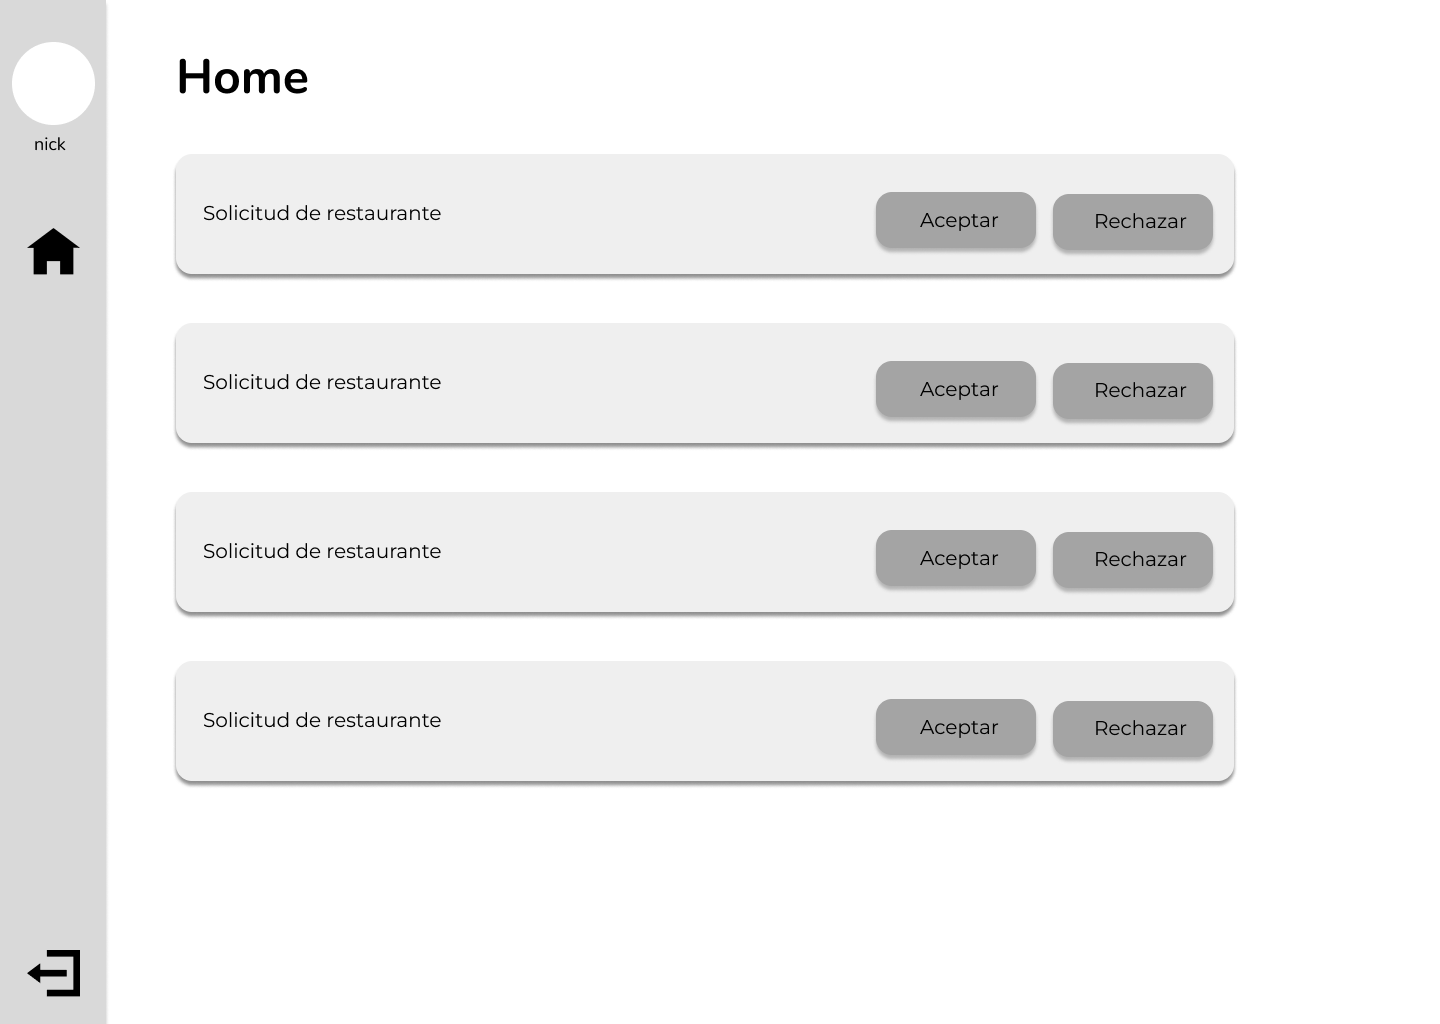 Home
nick
Solicitud de restaurante
Aceptar
Rechazar
Solicitud de restaurante
Aceptar
Rechazar
Solicitud de restaurante
Aceptar
Rechazar
Solicitud de restaurante
Aceptar
Rechazar